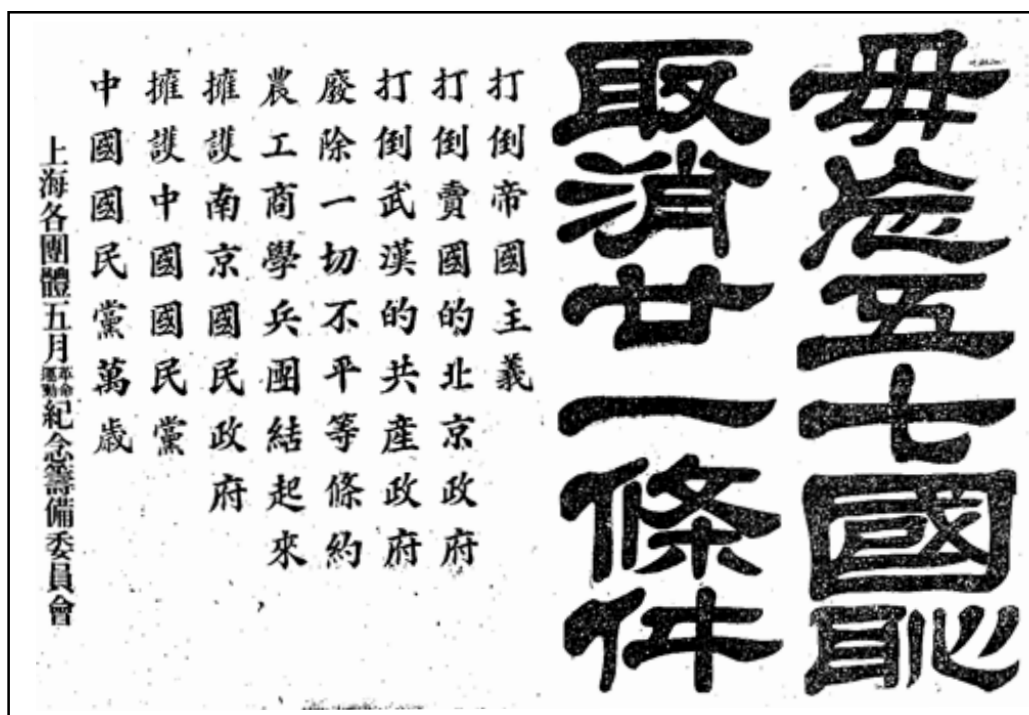 毋忘五七國恥
取消廿一條件
打倒帝國主義
打倒賣國的北京政府
打倒武漢的共產政府
廢除一切不平等條約
農工商學兵團結起來
擁護南京國民政府
擁護中國國民黨
中國國民黨萬歲
上海各團體五月革命運動紀念籌備委員會